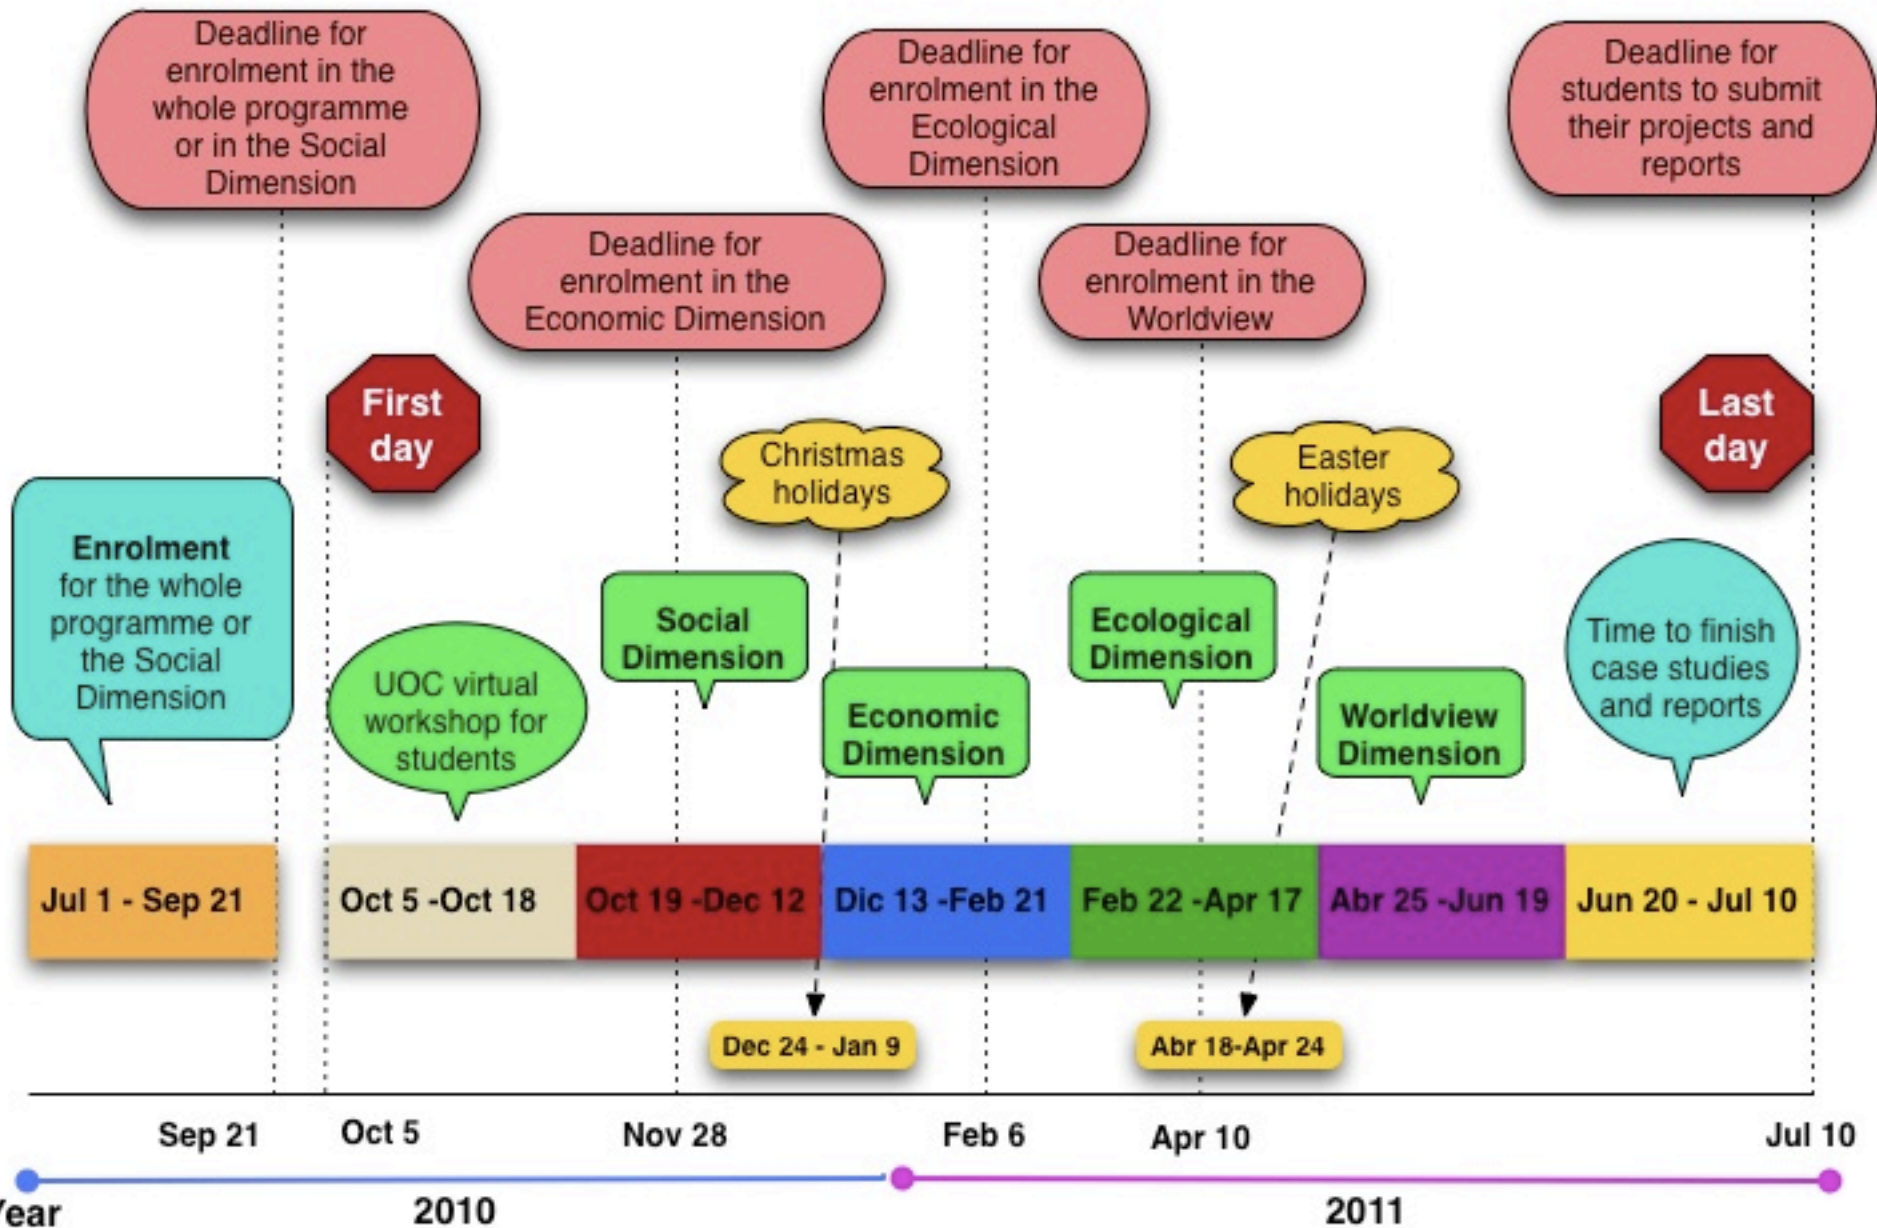 Deadline for
enrolment in the
whole programme
or in the Social
Dimension
Deadline for
enrolment in the
Ecological
Dimension
Deadline for
students to submit
their projects and
reports
Deadline for
enrolment in the
Economic Dimension
Deadline for
enrolment in the
Worldview
First
day
Last
day
Christmas
holidays
Easter
holidays
Enrolment
for the whole
programme or
the Social
Dimension
UOC virtual
workshop for
students
Social
Dimension
Economic
Dimension
Ecological
Dimension
Worldview
Dimension
Time to finish
case studies
and reports
Jul 1 - Sep 21
Oct 5 -Oct 18
Oct 19 -Dec 12
Dic 13 -Feb 21
Feb 22 -Apr 17
Abr 25 -Jun 19
Jun 20 - Jul 10
Dec 24 - Jan 9
Abr 18-Apr 24
Sep 21
Oct 5
Nov 28
Feb 6
Apr 10
Jul 10
Year
2010
2011